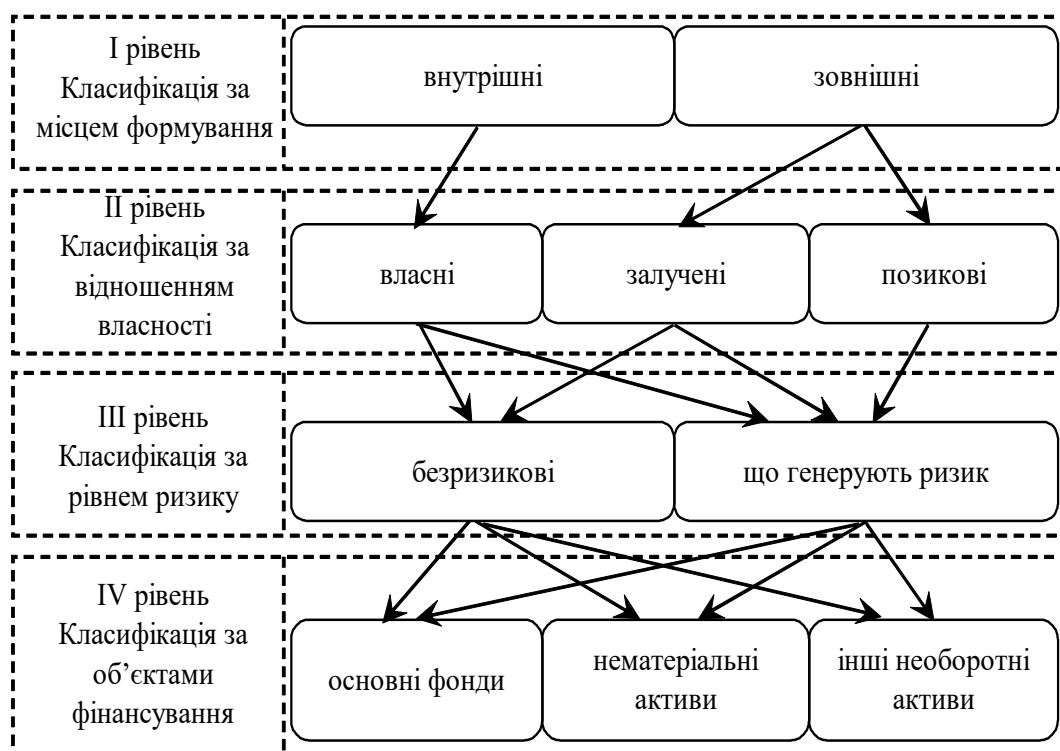 І рівень
Класифікація за
місцем формування
внутрішні
зовнішні
ІІ рівень
Класифікація за
відношенням
власності
власні
залучені
позикові
ІІІ рівень
Класифікація за
рівнем ризику
безризикові
що генерують ризик
IV рівень
Класифікація за
об’єктами
фінансування
основні фонди
нематеріальні
активи
інші необоротні
активи